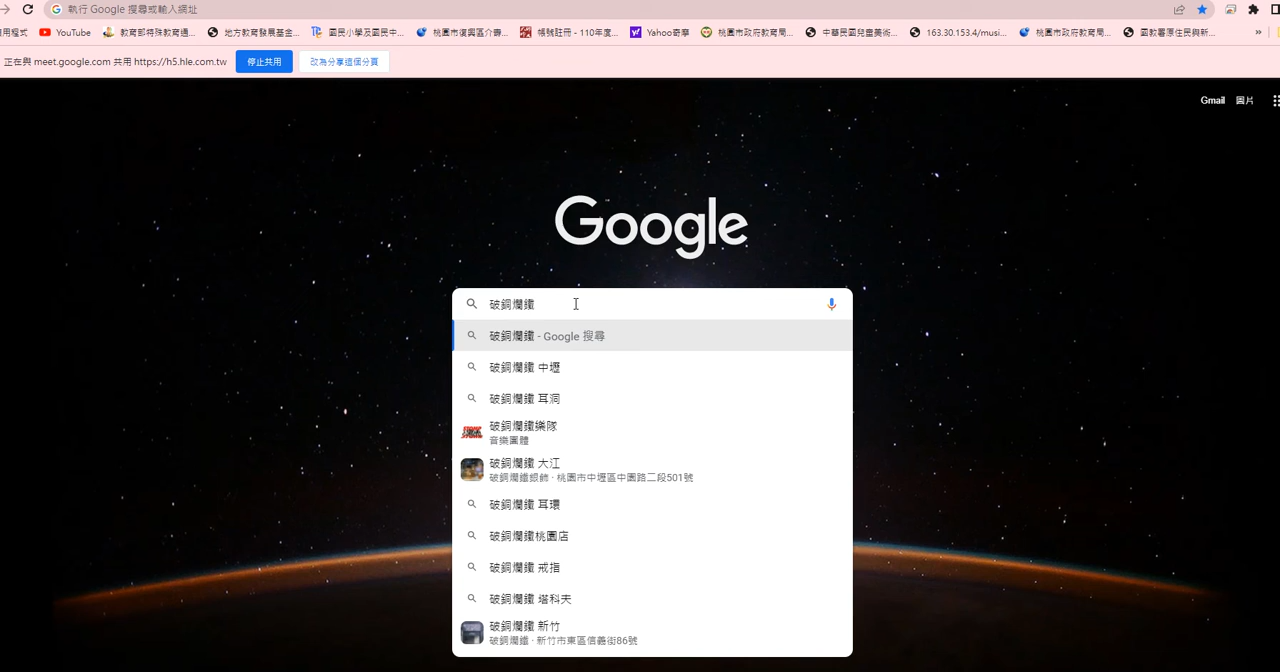 執行 Google 搜尋或輸入網址
用程式
YouTube
教育部特殊教育通...
地方教育發展基金...
國民小學及國民中...
桃園市復興區介壽...
帳號註冊 - 110年度...
Yahoo奇摩
桃園市政府教育局...
中華民國兒童美術...
163.30.153.4/musi...
桃園市政府教育局...
國教署原住民與新...
»
正在與 meet.google.com 共用 https://h5.hle.com.tw
停止共用
改為分享這個分頁
Gmail
圖片
Google
破銅爛鐵
破銅爛鐵 - Google 搜尋
破銅爛鐵 中壢
破銅爛鐵 耳洞
破銅爛鐵樂隊
音樂團體
破銅爛鐵 大江
破銅爛鐵銀飾 · 桃園市中壢區中園路二段501號
破銅爛鐵 耳環
破銅爛鐵桃園店
破銅爛鐵 戒指
破銅爛鐵 塔科夫
破銅爛鐵 新竹
破銅爛鐵 · 新竹市東區信義街86號